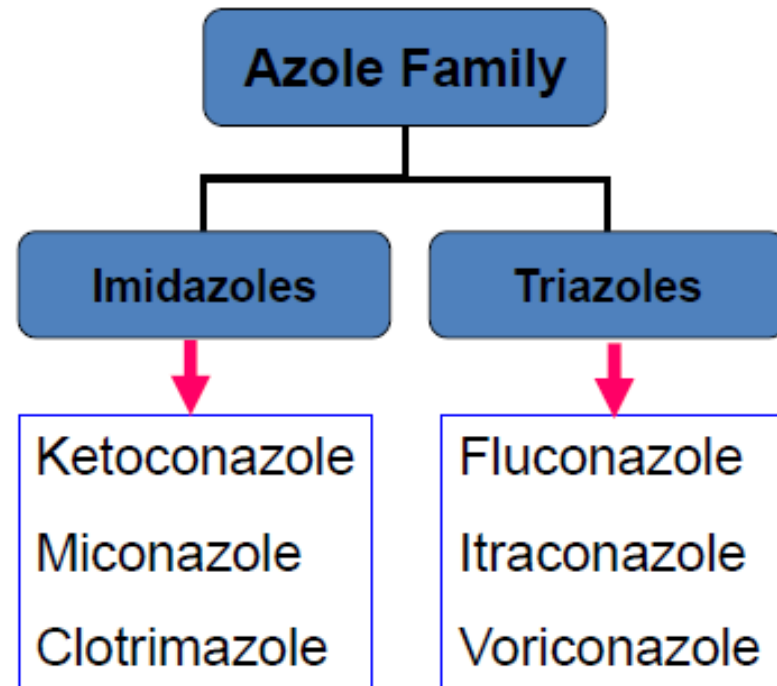 Azole Family
Imidazoles
Triazoles
Ketoconazole
Miconazole
Clotrimazole
Fluconazole
Itraconazole
Voriconazole